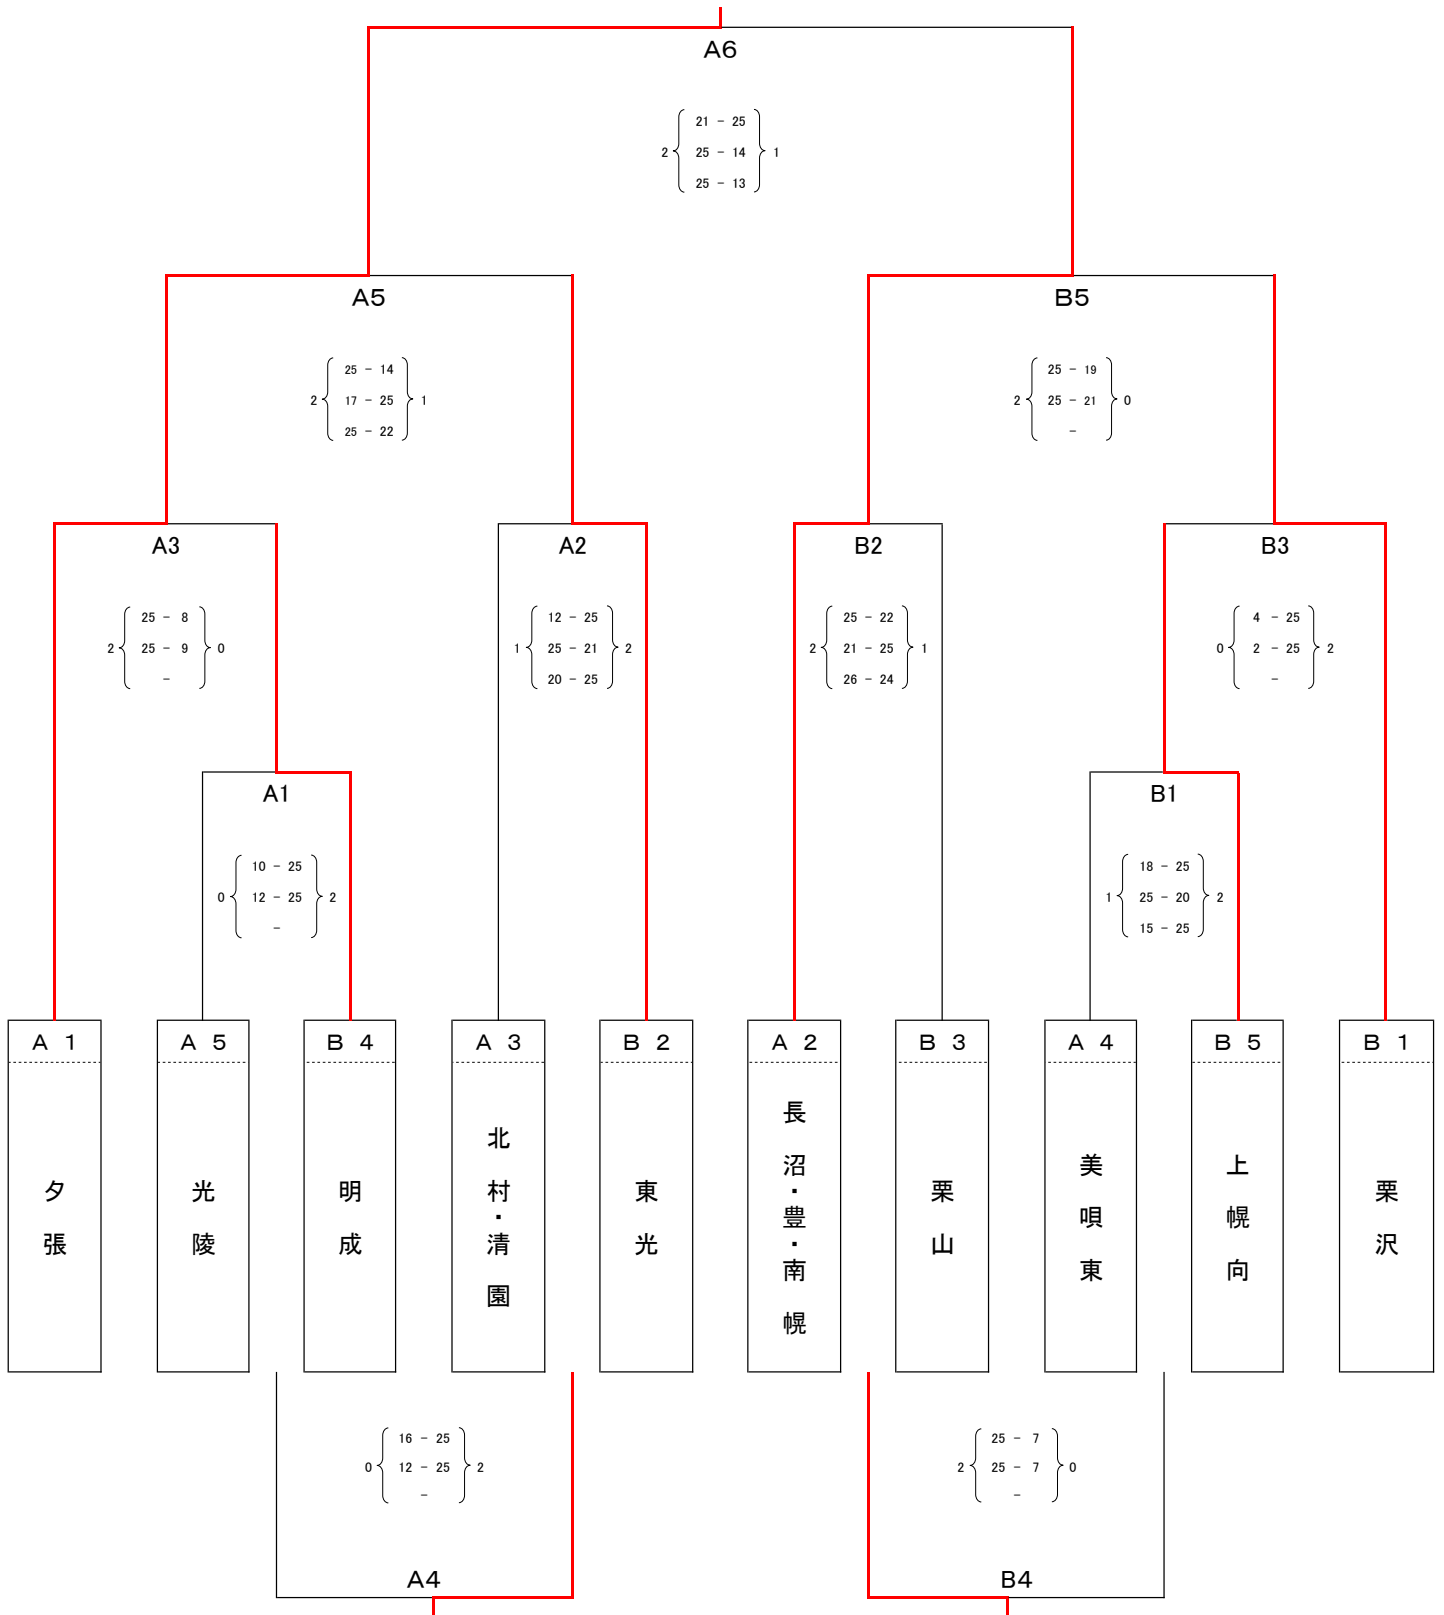 A6
21 - 25
2 25 - 14 1
25 - 13
A5
B5
25 - 14
2 17 - 25 1
25 - 22
25 - 19
2 25 - 21 0
-
A3
A2
B2
B3
25 - 8
2 25 - 9 0
-
12 - 25
1 25 - 21 2
20 - 25
25 - 22
2 21 - 25 1
26 - 24
4 - 25
0 2 - 25 2
-
A1
B1
10 - 25
0 12 - 25 2
-
18 - 25
1 25 - 20 2
15 - 25
A 1
夕張
A 5
光陵
B 4
明成
A 3
北村・清園
B 2
東光
A 2
長沼・豊・南幌
B 3
栗山
A 4
美唄東
B 5
上幌向
B 1
栗沢
16 - 25
0 12 - 25 2
-
25 - 7
2 25 - 7 0
-
A4
B4